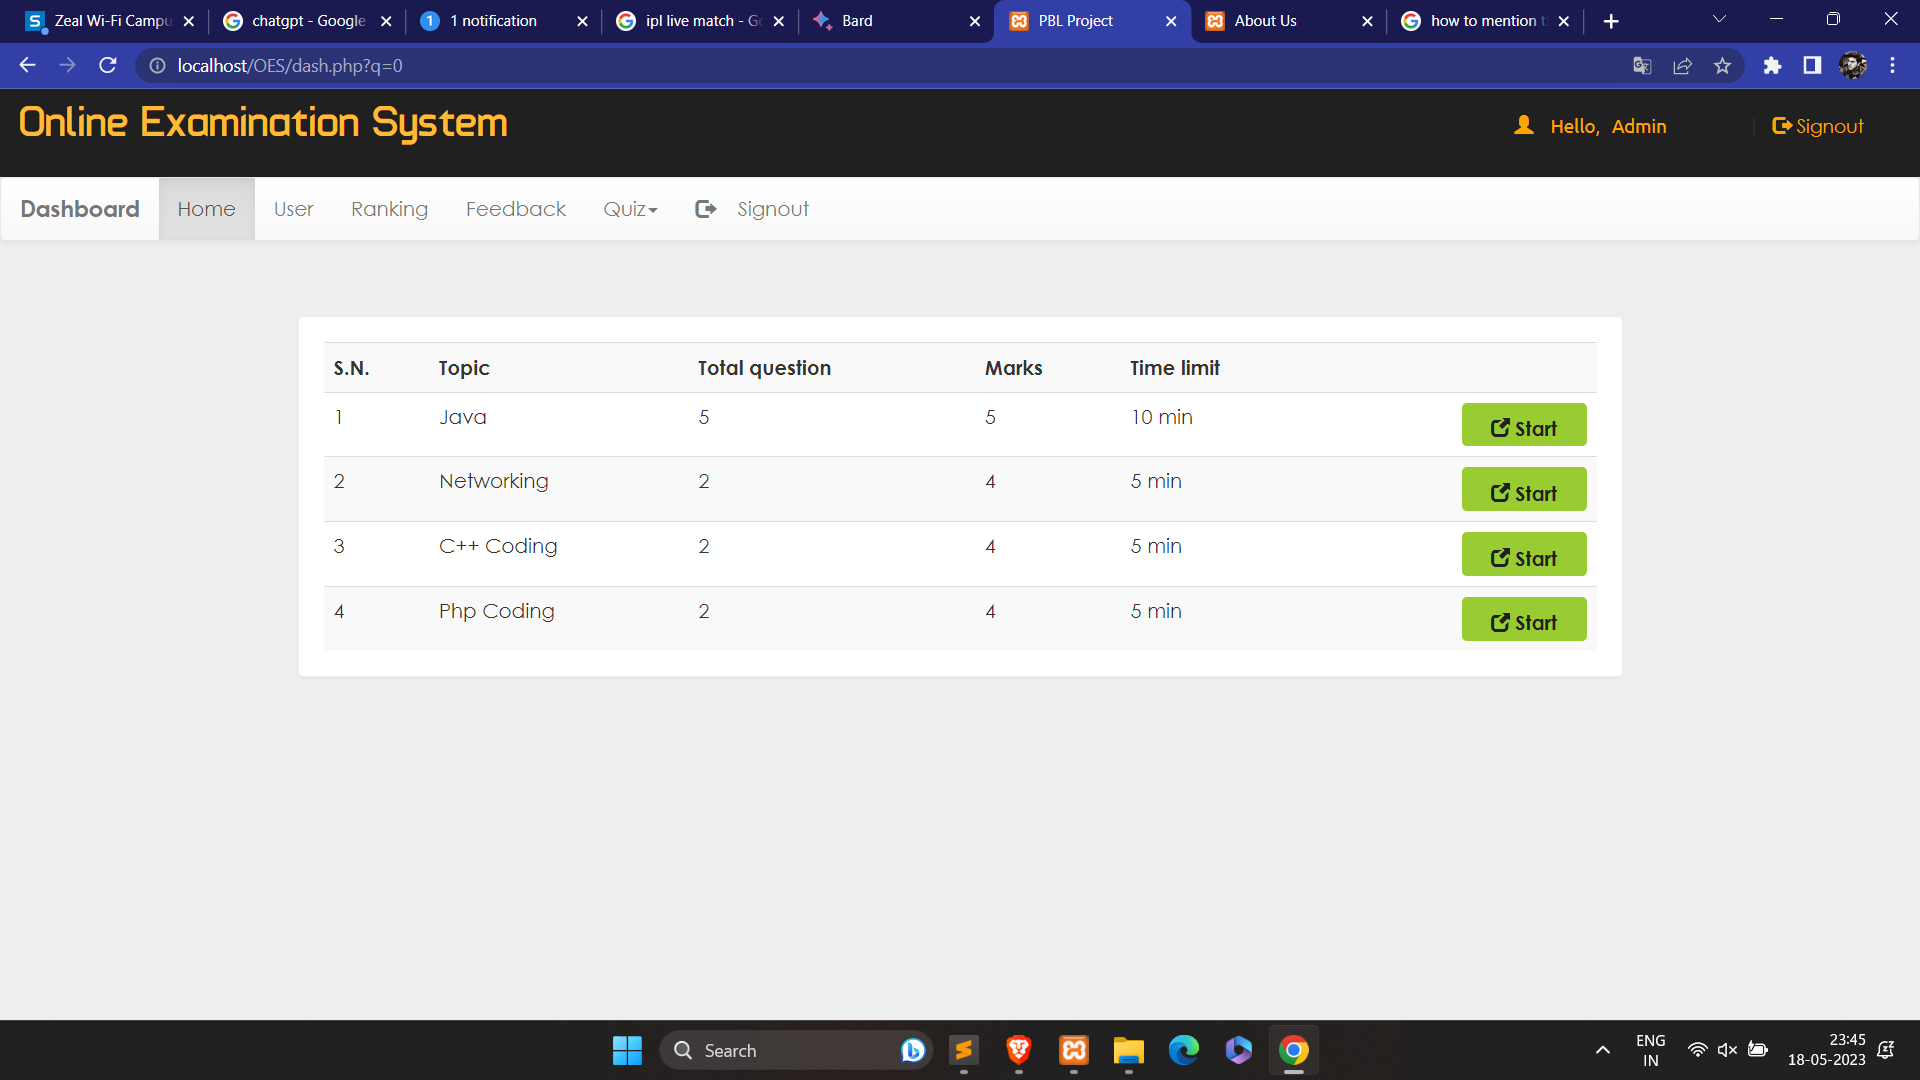 Zeal Wi-Fi Campu
chatgpt - Google
1 notification
ipl live match - Go
Bard
PBL Project
About Us
how to mention t
localhost/OES/dash.php?q=0
Online Examination System
Hello, Admin
Signout
Dashboard Home User Ranking Feedback Quiz Signout
S.N. Topic Total question Marks Time limit
1 Java 5 5 10 min Start
2 Networking 2 4 5 min Start
3 C++ Coding 2 4 5 min Start
4 Php Coding 2 4 5 min Start
Search
ENG
IN
23:45
18-05-2023